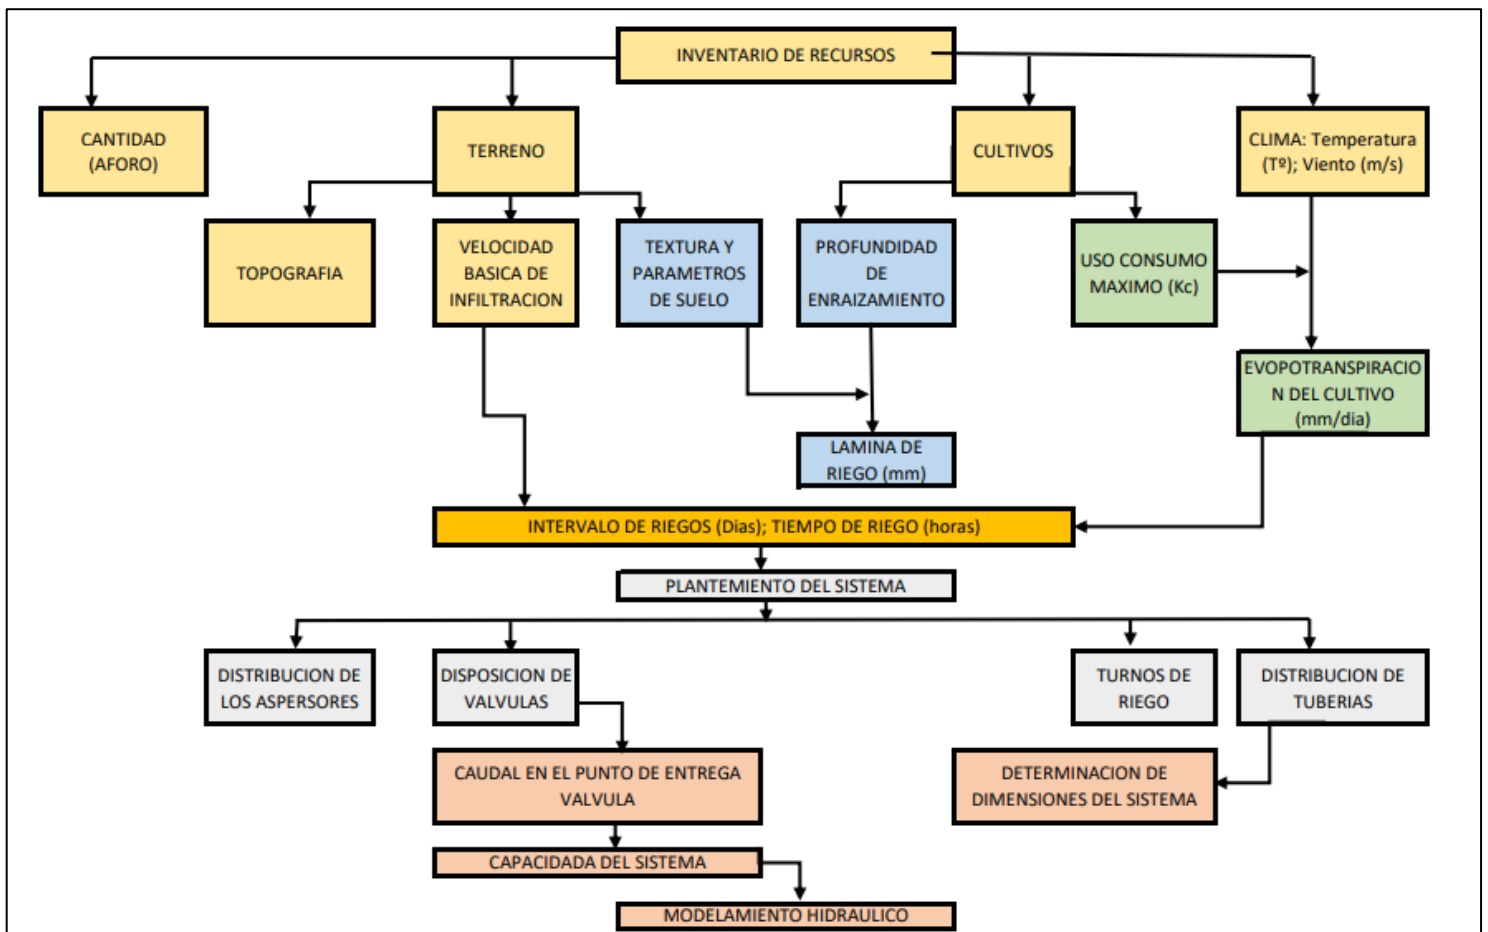 INVENTARIO DE RECURSOS
CANTIDAD
(AFORO)
TERRENO
CULTIVOS
CLIMA: Temperatura
(Tº); Viento (m/s)
TOPOGRAFIA
VELOCIDAD
BASICA DE
INFILTRACION
TEXTURA Y
PARAMETROS
DE SUELO
PROFUNDIDAD
DE
ENRAIZAMIENTO
USO CONSUMO
MAXIMO (Kc)
EVOPOTRANSPIRACIO
N DEL CULTIVO
(mm/dia)
LAMINA DE
RIEGO (mm)
INTERVALO DE RIEGOS (Dias); TIEMPO DE RIEGO (horas)
PLANTEMIENTO DEL SISTEMA
DISTRIBUCION DE
LOS ASPERSORES
DISPOSICION DE
VALVULAS
TURNOS DE
RIEGO
DISTRIBUCION DE
TUBERIAS
CAUDAL EN EL PUNTO DE ENTREGA
VALVULA
DETERMINACION DE
DIMENSIONES DEL SISTEMA
CAPACIDADA DEL SISTEMA
MODELAMIENTO HIDRAULICO